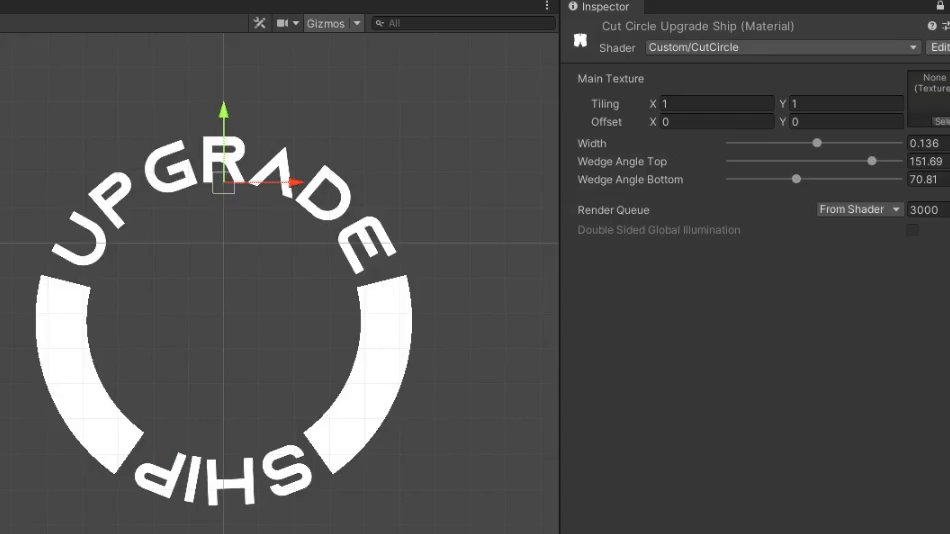 Inspector
Gizmos
All
Cut Circle Upgrade Ship (Material)
Shader Custom/CutCircle Edit
Main Texture None
(Texture
Tiling X 1 Y 1
Offset X 0 Y 0
Sele
Width 0.136
Wedge Angle Top 151.69
Wedge Angle Bottom 70.81
Render Queue From Shader 3000
Double Sided Global Illumination
UPGRADE
SHIP